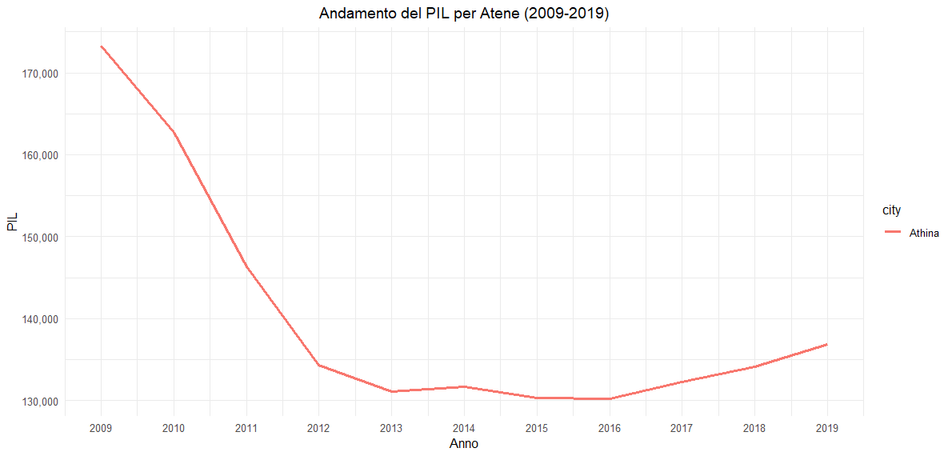 Andamento del PIL per Atene (2009-2019)
170,000
160,000
150,000
140,000
130,000
PIL
2009 2010 2011 2012 2013 2014 2015 2016 2017 2018 2019
Anno
city
Athina